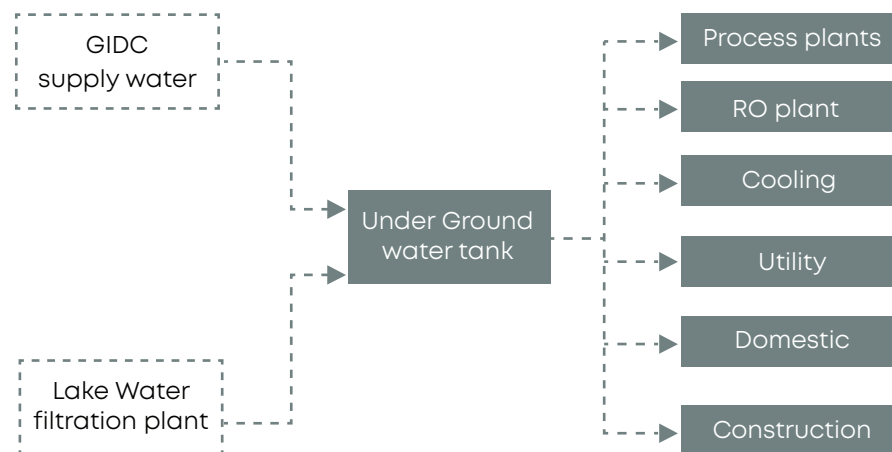 GIDC
supply water
Lake Water
filtration plant
Under Ground
water tank
Process plants
RO plant
Cooling
Utility
Domestic
Construction